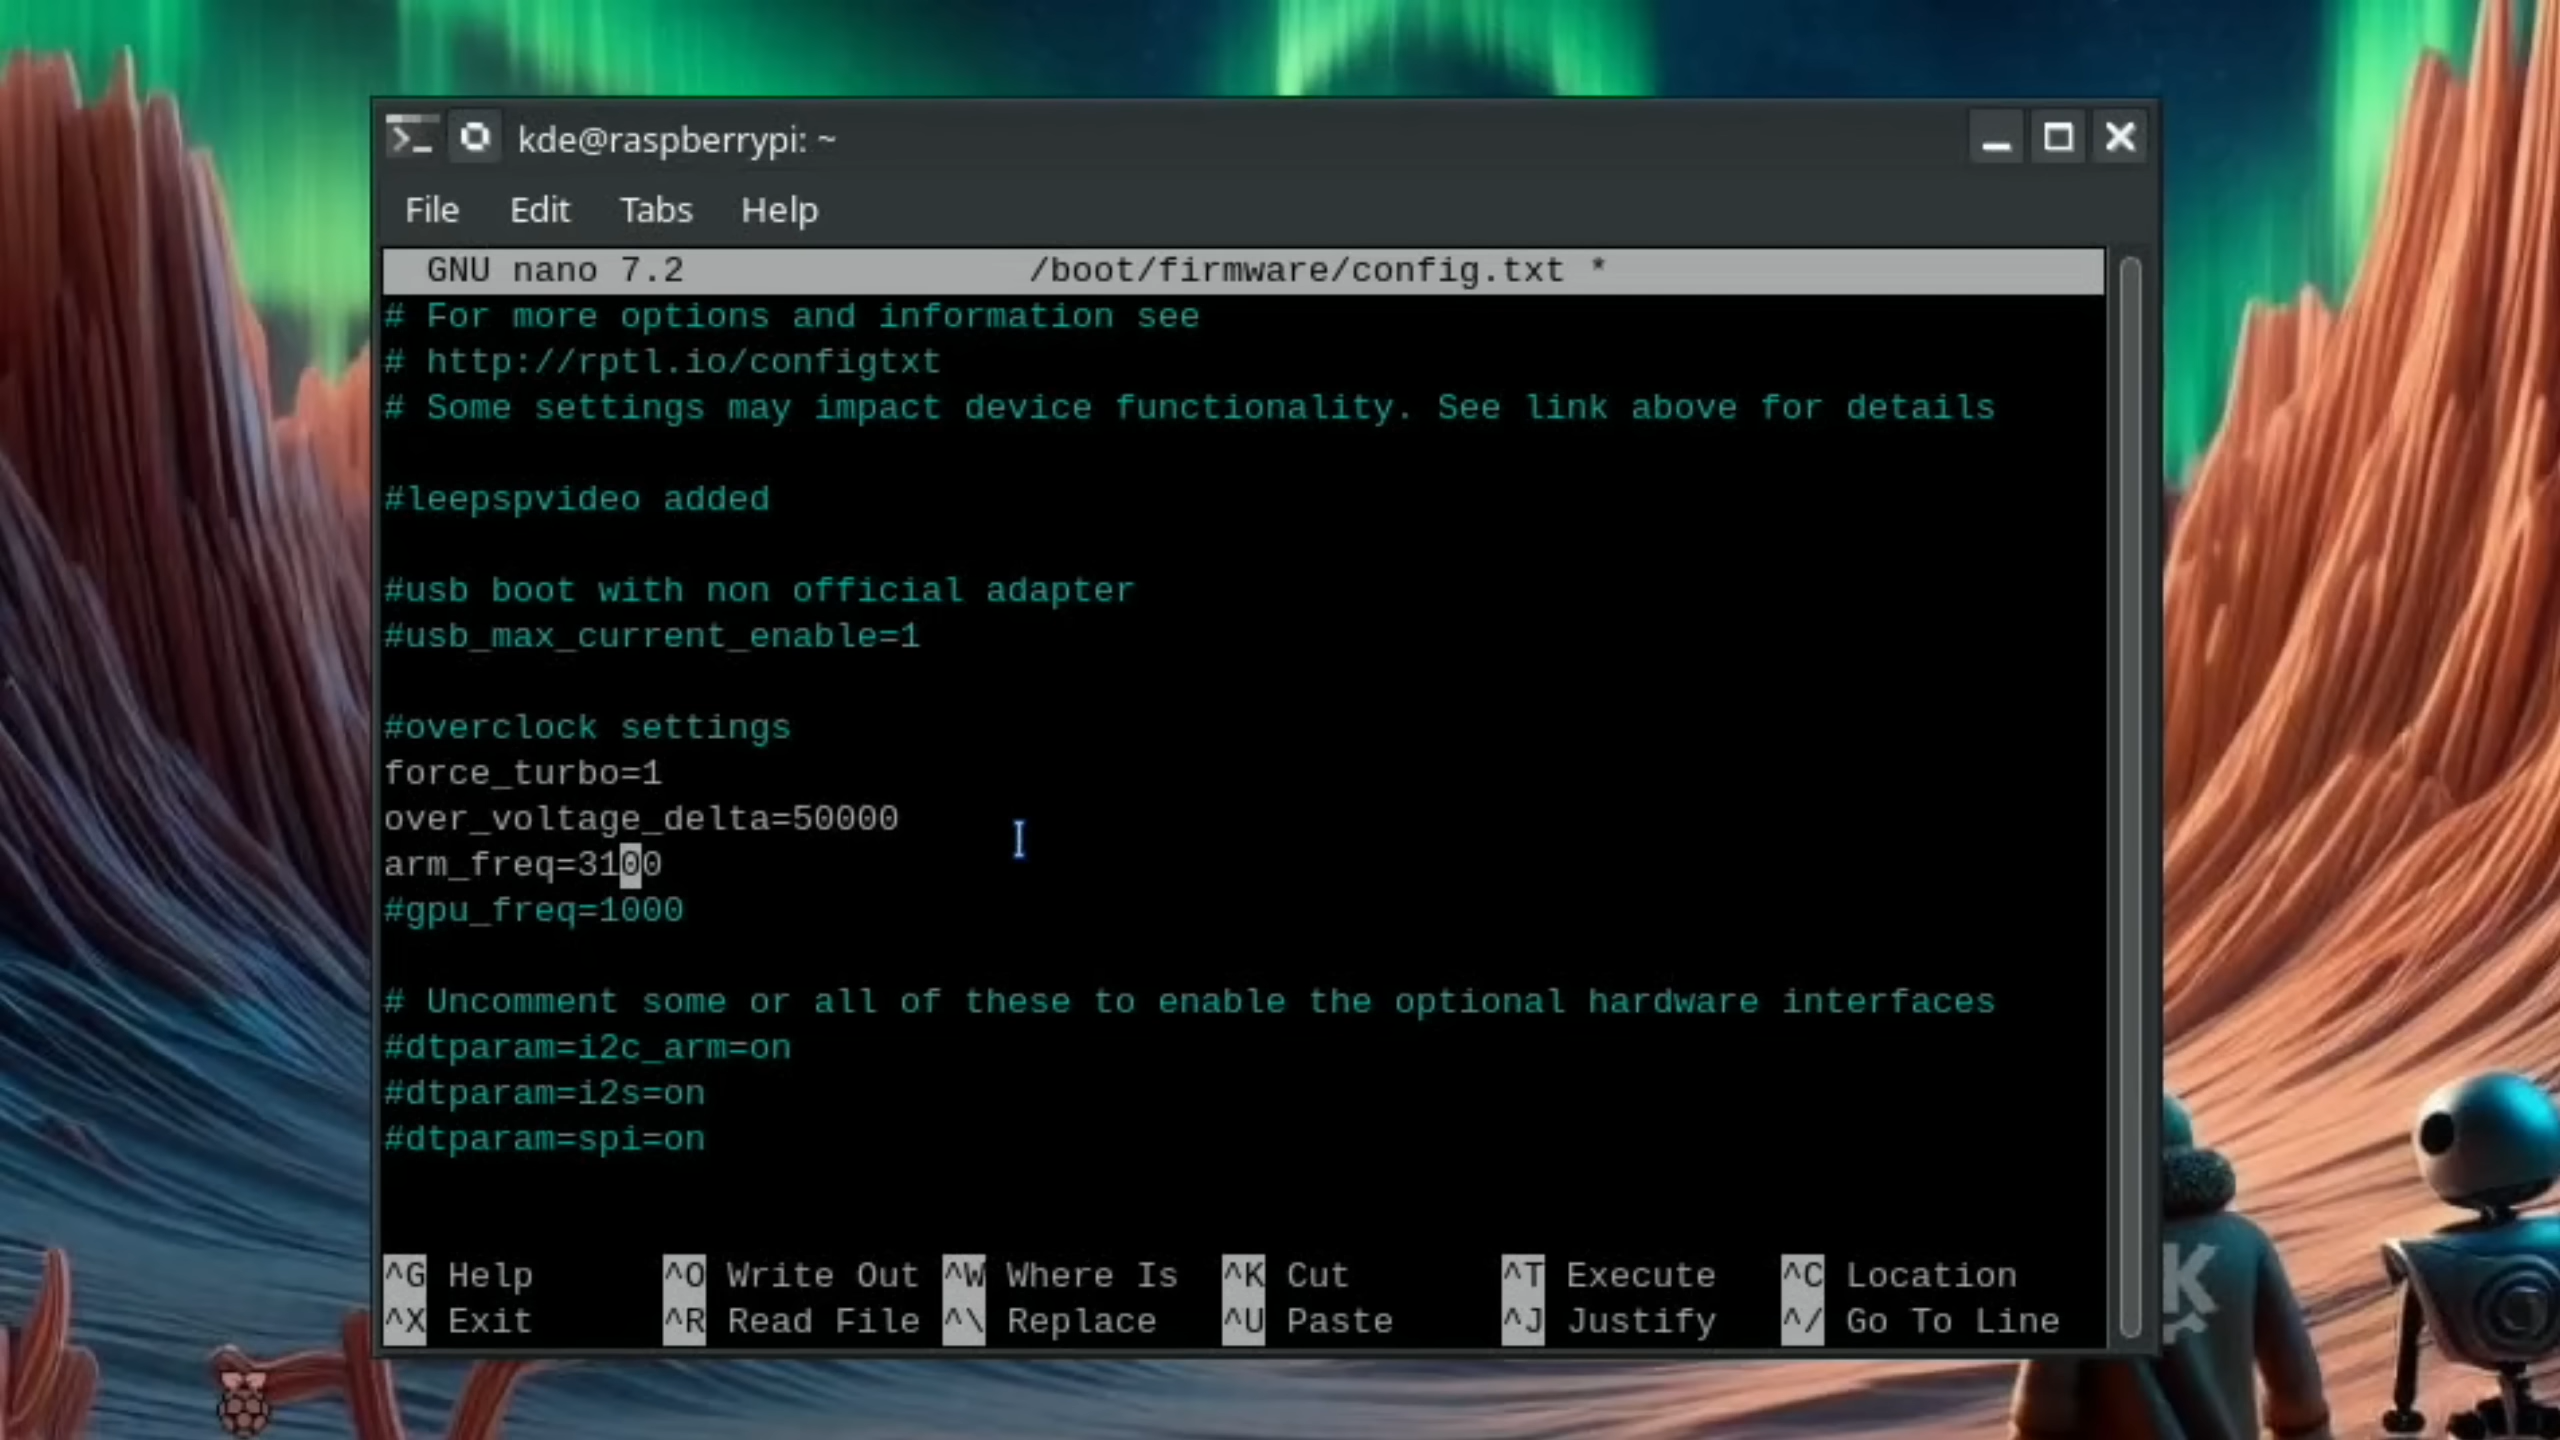 kde@raspberrypi: ~
File Edit Tabs Help
GNU nano 7.2 /boot/firmware/config.txt *
# For more options and information see
# http://rptl.io/configtxt
# Some settings may impact device functionality. See link above for details
#leepspvideo added
#usb boot with non official adapter
#usb_max_current_enable=1
#overclock settings
force_turbo=1
over_voltage_delta=50000
arm_freq=3100
#gpu_freq=1000
# Uncomment some or all of these to enable the optional hardware interfaces
#dtparam=i2c_arm=on
#dtparam=i2s=on
#dtparam=spi=on
^G Help ^O Write Out ^W Where Is ^K Cut ^T Execute ^C Location
^X Exit ^R Read File ^\ Replace ^U Paste ^J Justify ^/ Go To Line
K